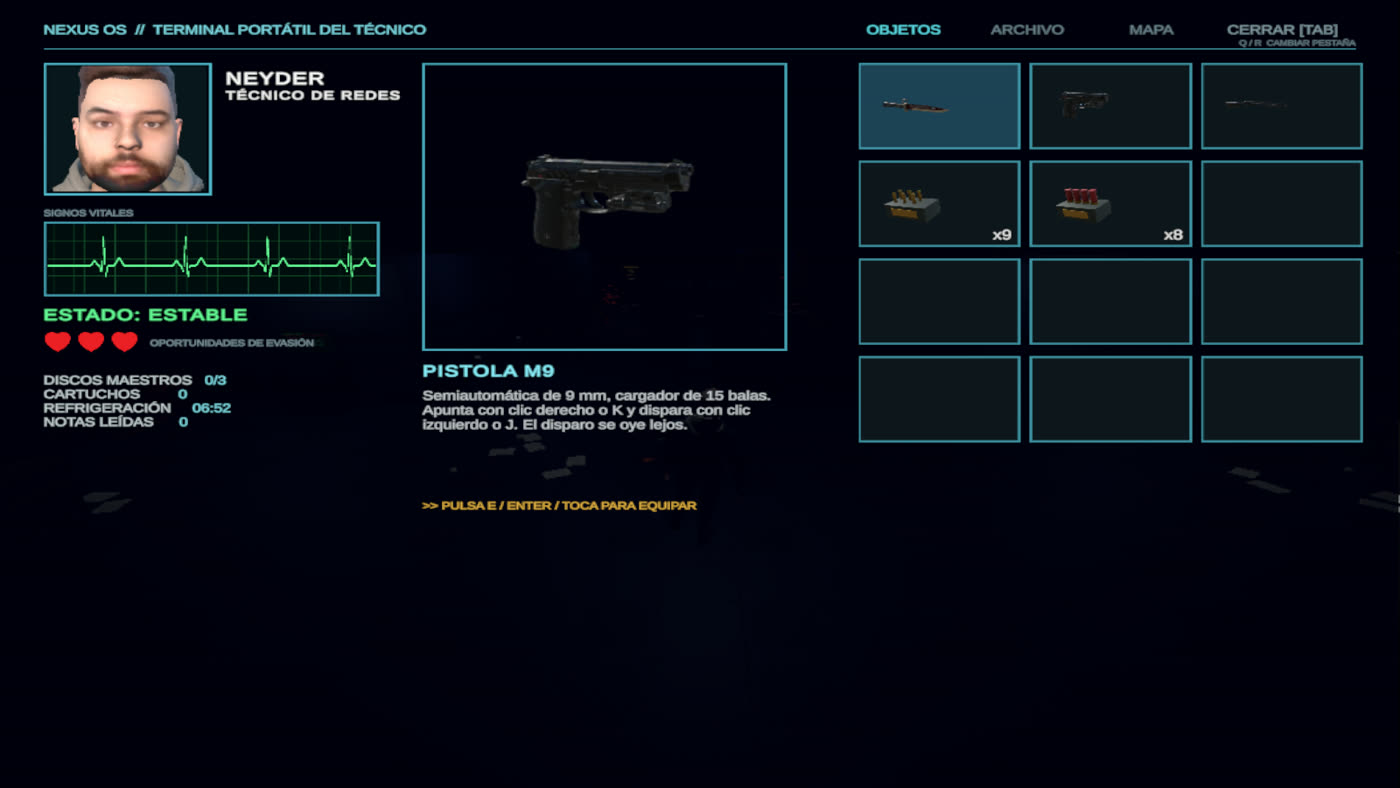 NEXUS OS // TERMINAL PORTÁTIL DEL TÉCNICO
OBJETOS
ARCHIVO
MAPA
CERRAR [TAB]
Q / R CAMBIAR PESTAÑA
NEYDER
TÉCNICO DE REDES
SIGNOS VITALES
ESTADO: ESTABLE
OPORTUNIDADES DE EVASIÓN
DISCOS MAESTROS 0/3
CARTUCHOS 0
REFRIGERACIÓN 06:52
NOTAS LEÍDAS 0
PISTOLA M9
Semiautomática de 9 mm, cargador de 15 balas.
Apunta con clic derecho o K y dispara con clic
izquierdo o J. El disparo se oye lejos.
>> PULSA E / ENTER / TOCA PARA EQUIPAR
x9
x8